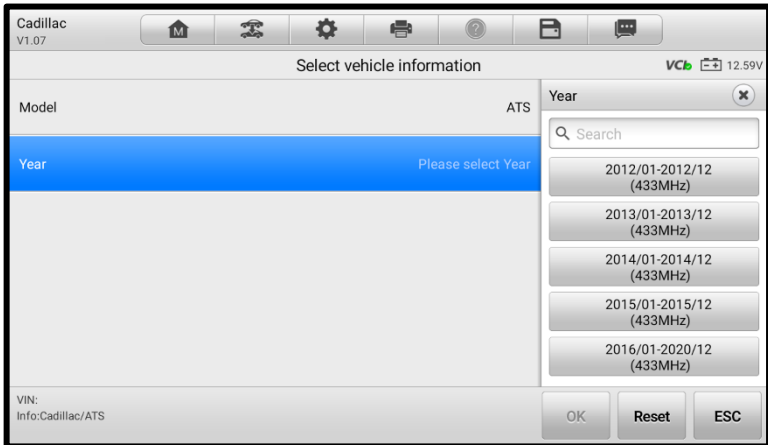 Cadillac
V1.07
M
?
Select vehicle information
VCI 12.59V
Model ATS
Year Please select Year
Year
Search
2012/01-2012/12
(433MHz)
2013/01-2013/12
(433MHz)
2014/01-2014/12
(433MHz)
2015/01-2015/12
(433MHz)
2016/01-2020/12
(433MHz)
VIN:
Info:Cadillac/ATS
OK Reset ESC